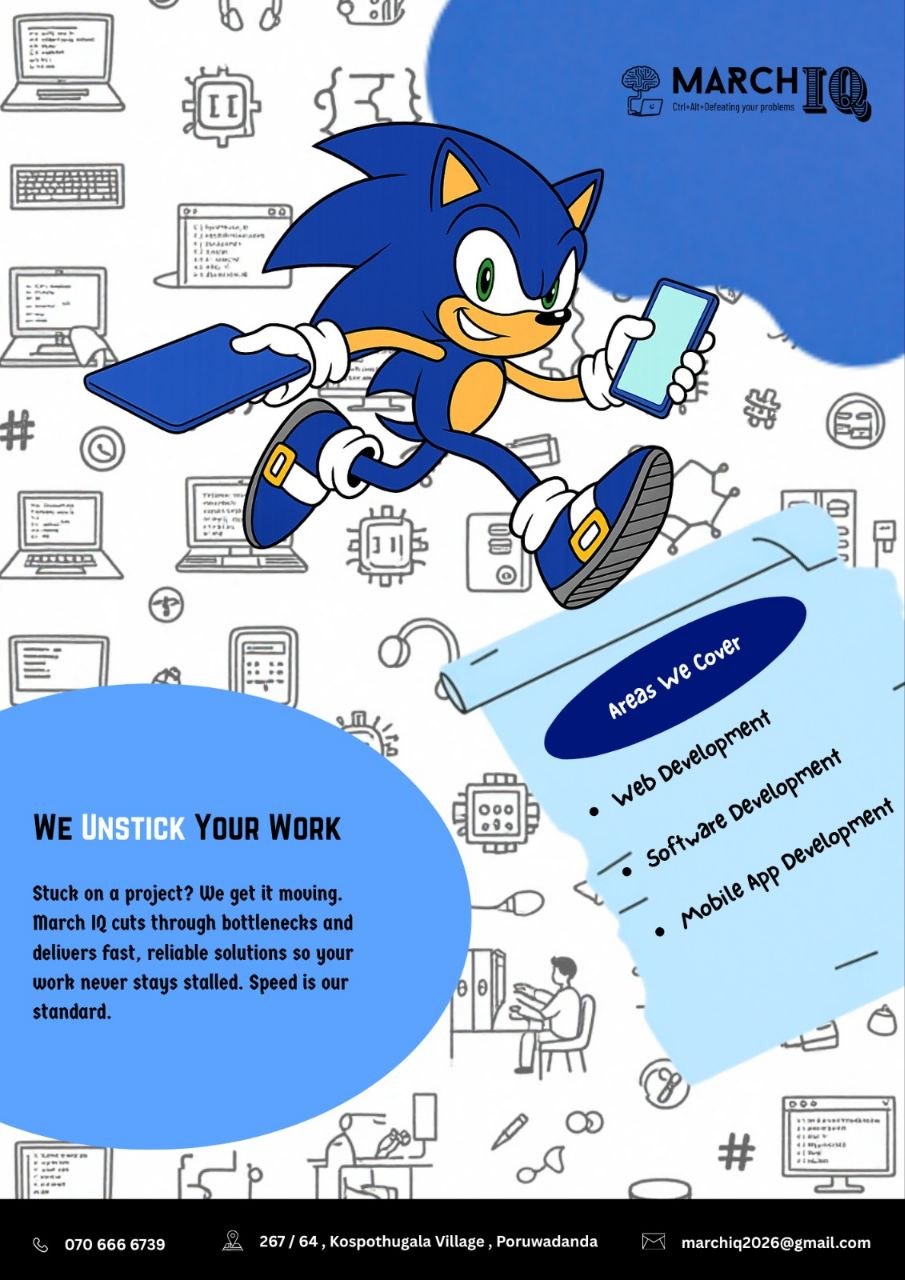 MARCH IQ
Ctrl+Alt+Defeating your problems
Areas We Cover
• Web Development
• Software Development
• Mobile App Development
We Unstick Your Work
Stuck on a project? We get it moving.
March IQ cuts through bottlenecks and
delivers fast, reliable solutions so your
work never stays stalled. Speed is our
standard.
070 666 6739
267 / 64 , Kospothugala Village , Poruwadanda
marchiq2026@gmail.com